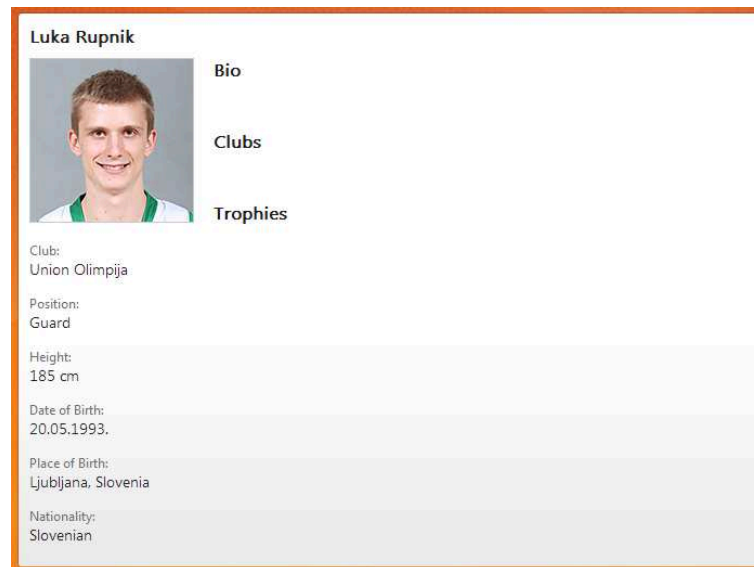 Luka Rupnik
Bio
Clubs
Trophies
Club:
Union Olimpija
Position:
Guard
Height:
185 cm
Date of Birth:
20.05.1993.
Place of Birth:
Ljubljana, Slovenia
Nationality:
Slovenian